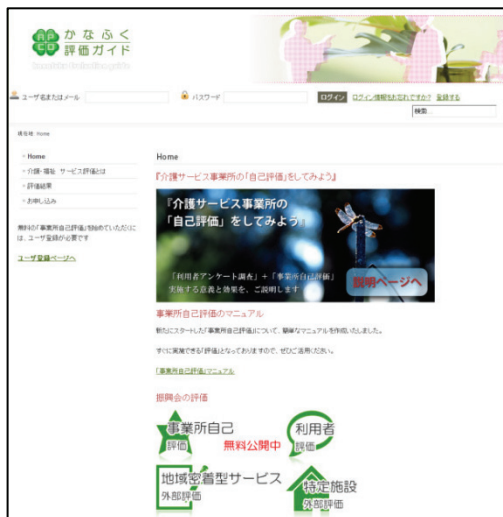 APCO
かなふく
評価ガイド
ユーザ名またはメール
パスワード
ログイン
ログイン情報をお忘れですか?
登録する
検索...
現在地: Home
Home
介護・福祉 サービス評価とは
評価結果
お申し込み
無料の「事業所自己評価」を始めていただくに
は、ユーザ登録が必要です
ユーザ登録ページへ
Home
『介護サービス事業所の「自己評価」をしてみよう』
『介護サービス事業所の
「自己評価」をしてみよう』
「利用者アンケート調査」+「事業所自己評価」
実施する意義と効果を、ご説明します
説明ページへ
事業所自己評価のマニュアル
新たにスタートした「事業所自己評価」について、簡単なマニュアルを作成いたしました。
すぐに実施できる「評価」となっておりますので、ぜひご活用ください。
「事業所自己評価」マニュアル
振興会の評価
事業所自己
評価
無料公開中
利用者
評価
地域密着型サービス
外部評価
特定施設
外部評価